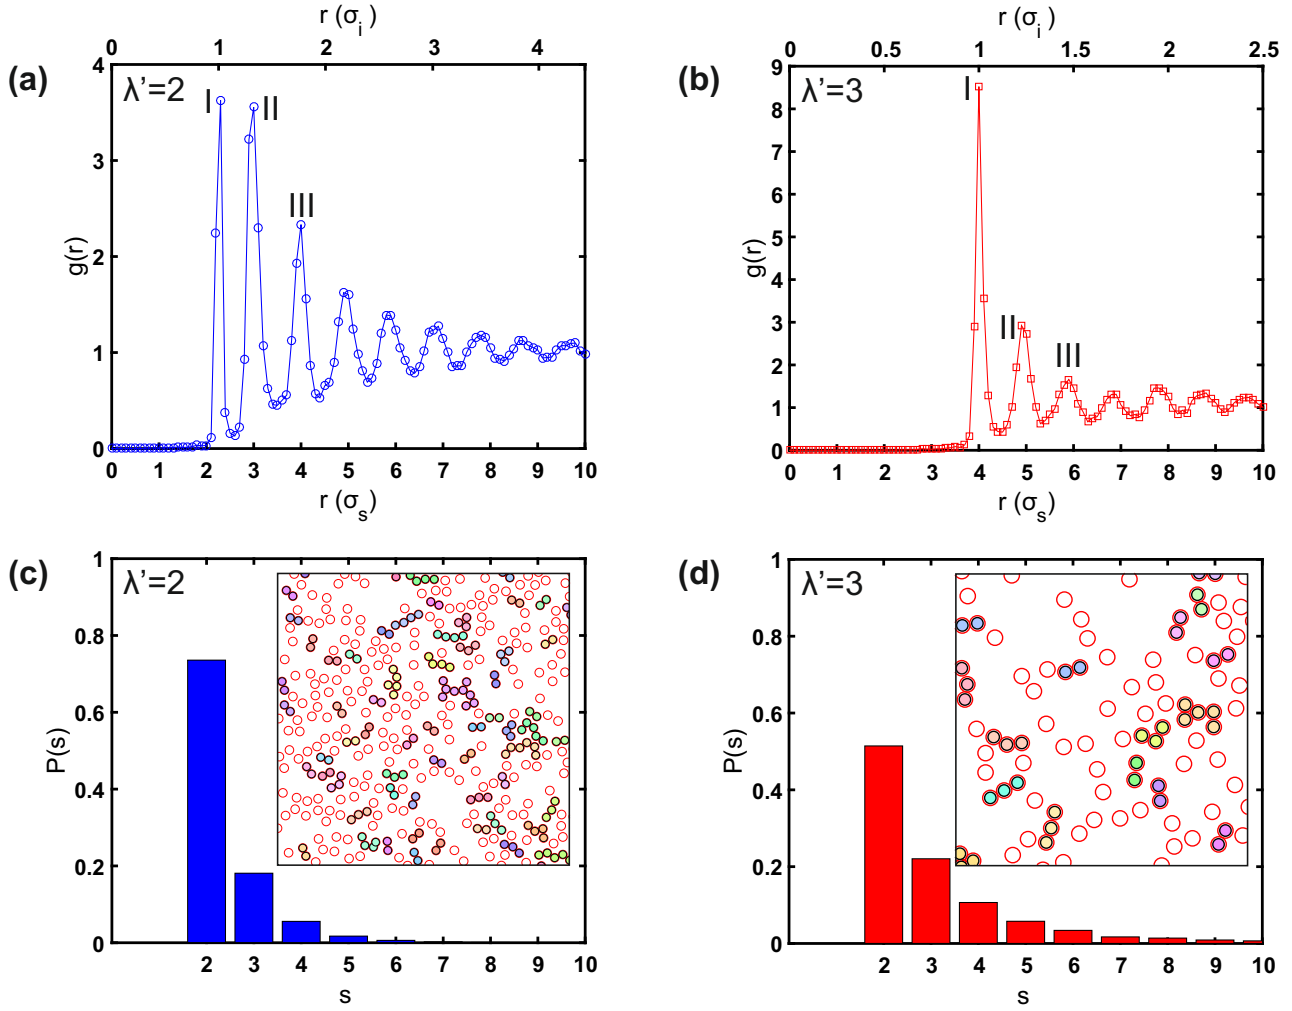 r (σi)
0 1 2 3 4
(a)
λ’=2
I
II
III
g(r)
4
3
2
1
0
0 1 2 3 4 5 6 7 8 9 10
r (σs)
r (σi)
0 0.5 1 1.5 2 2.5
(b)
λ’=3
I
II
III
g(r)
9
8
7
6
5
4
3
2
1
0
0 1 2 3 4 5 6 7 8 9 10
r (σs)
(c)
λ’=2
P(s)
1
0.8
0.6
0.4
0.2
0
2 3 4 5 6 7 8 9 10
s
(d)
λ’=3
P(s)
1
0.8
0.6
0.4
0.2
0
2 3 4 5 6 7 8 9 10
s